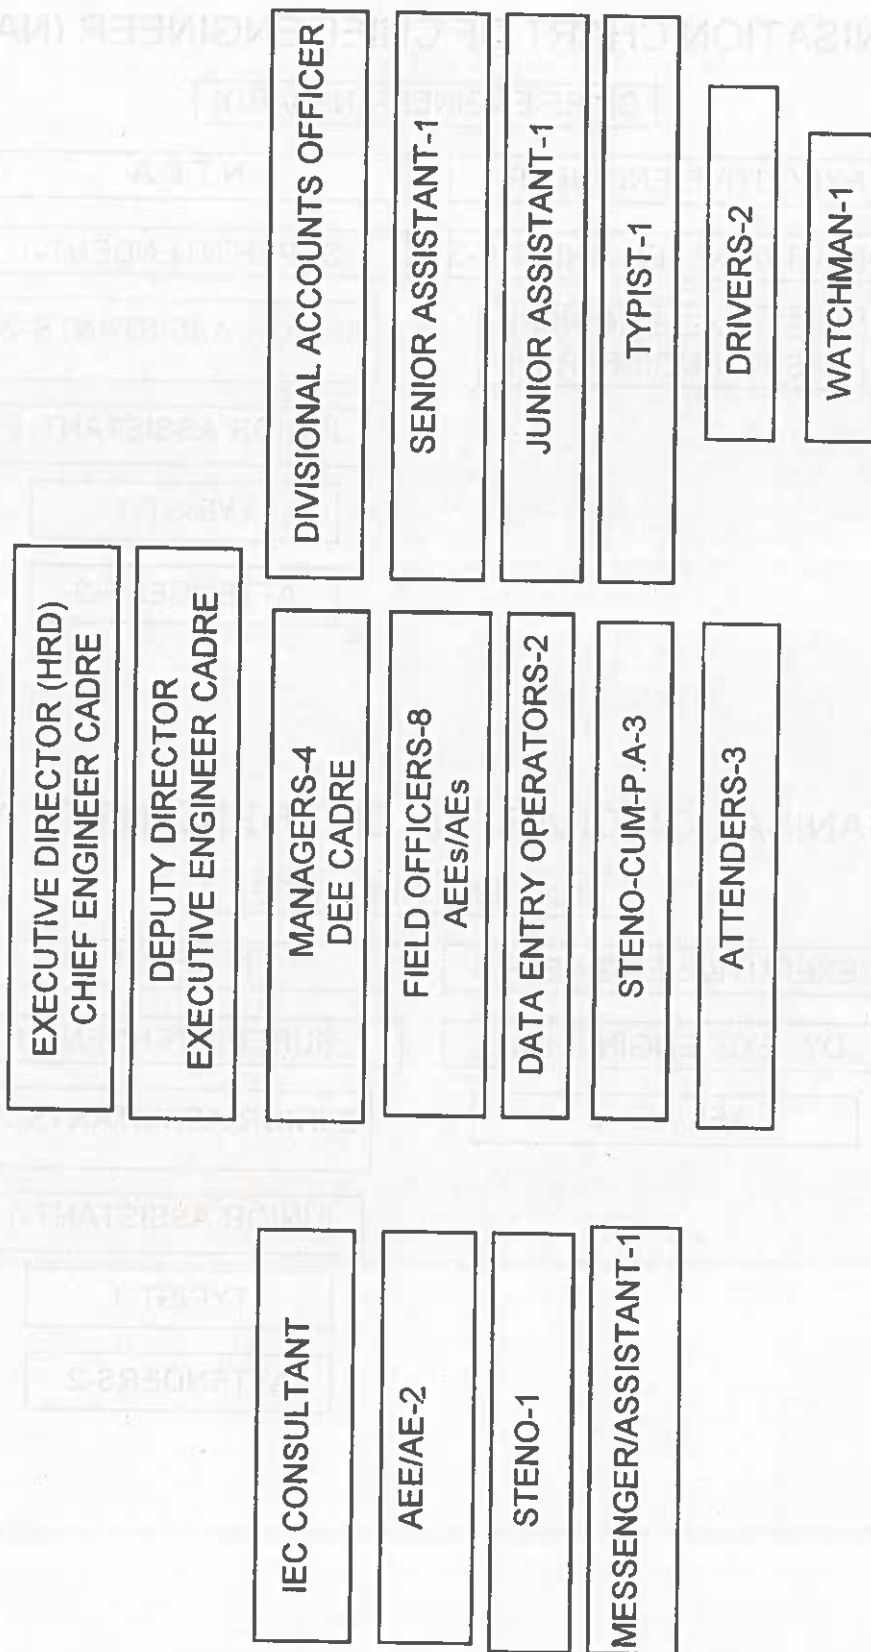 EXECUTIVE DIRECTOR (HRD)
CHIEF ENGINEER CADRE
DEPUTY DIRECTOR
EXECUTIVE ENGINEER CADRE
IEC CONSULTANT
AEE/AE-2
STENO-1
MESSENGER/ASSISTANT-1
MANAGERS-4
DEE CADRE
FIELD OFFICERS-8
AEEs/AEs
DATA ENTRY OPERATORS-2
STENO-CUM-P.A-3
ATTENDERS-3
DIVISIONAL ACCOUNTS OFFICER
SENIOR ASSISTANT-1
JUNIOR ASSISTANT-1
TYPIST-1
DRIVERS-2
WATCHMAN-1